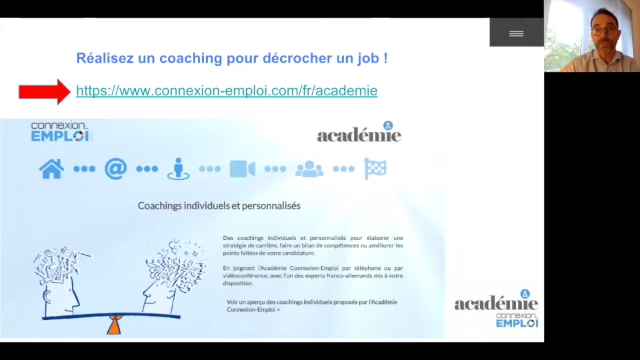 Réalisez un coaching pour décrocher un job !
https://www.connexion-emploi.com/fr/academie
connexion
EMPLOI
académie
@
Coachings individuels et personnalisés
Des coachings individuels et personnalisés pour élaborer une
stratégie de carrière, faire un bilan de compétences ou améliorer les
points faibles de votre candidature.
En joignant l'Académie Connexion-Emploi par téléphone ou par
vidéoconférence, avec l'un des experts franco-allemands mis à votre
disposition.
Voir un aperçu des coachings individuels proposés par l'Académie
Connexion-Emploi >
académie
connexion
EMPLOI